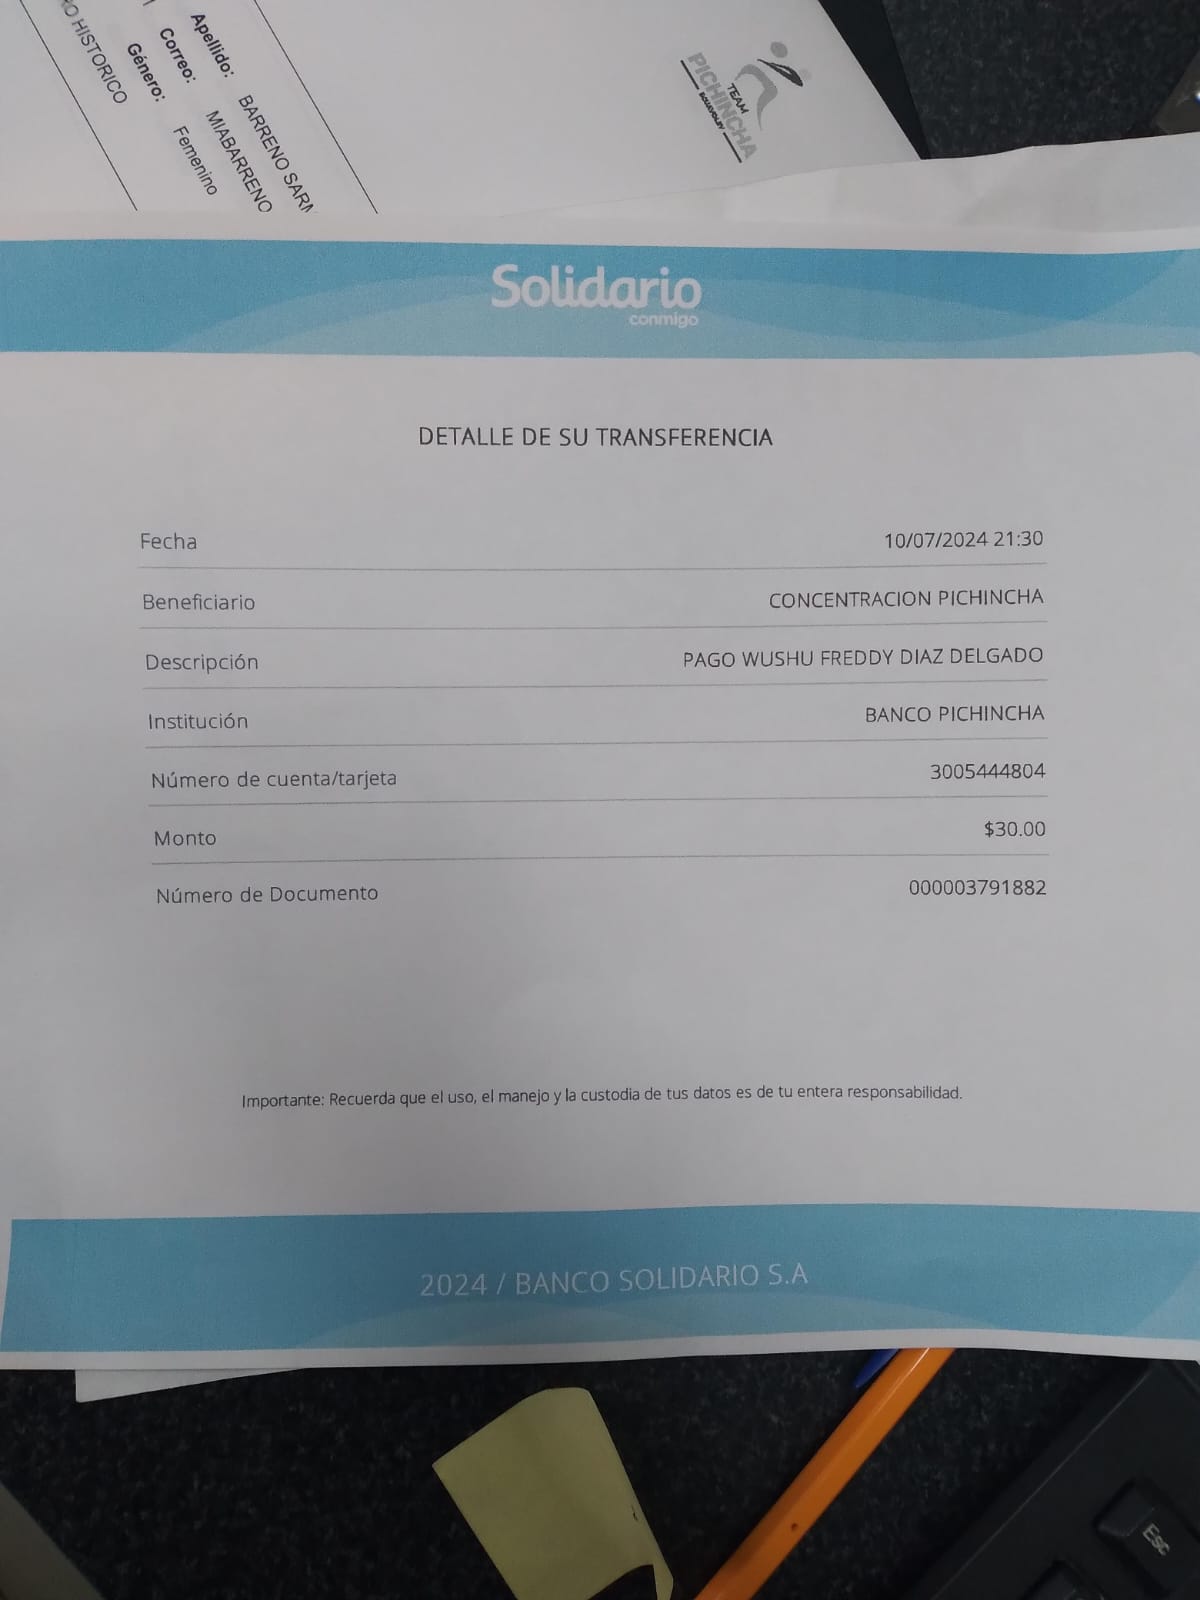 Apellido: BARRENO
Correo: MIABARRENO
Género: Femenino
HISTORICO
TEAM
PICHINCHA
Solidario
conmigo
DETALLE DE SU TRANSFERENCIA
Fecha 10/07/2024 21:30
Beneficiario CONCENTRACION PICHINCHA
Descripción PAGO WUSHU FREDDY DIAZ DELGADO
Institución BANCO PICHINCHA
Número de cuenta/tarjeta 3005444804
Monto $30.00
Número de Documento 000003791882
Importante: Recuerda que el uso, el manejo y la custodia de tus datos es de tu entera responsabilidad.
2024 / BANCO SOLIDARIO S.A
Esc